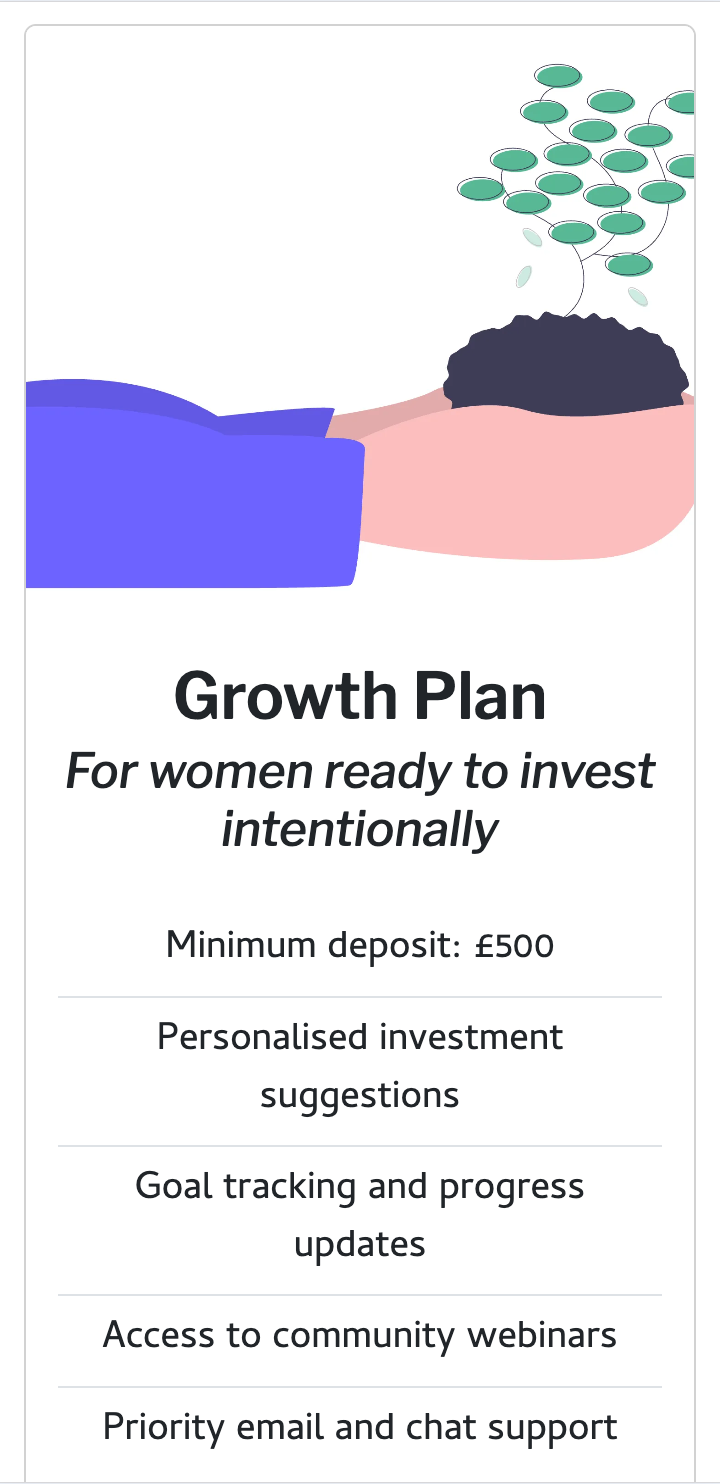 Growth Plan
For women ready to invest
intentionally
Minimum deposit: £500
Personalised investment
suggestions
Goal tracking and progress
updates
Access to community webinars
Priority email and chat support